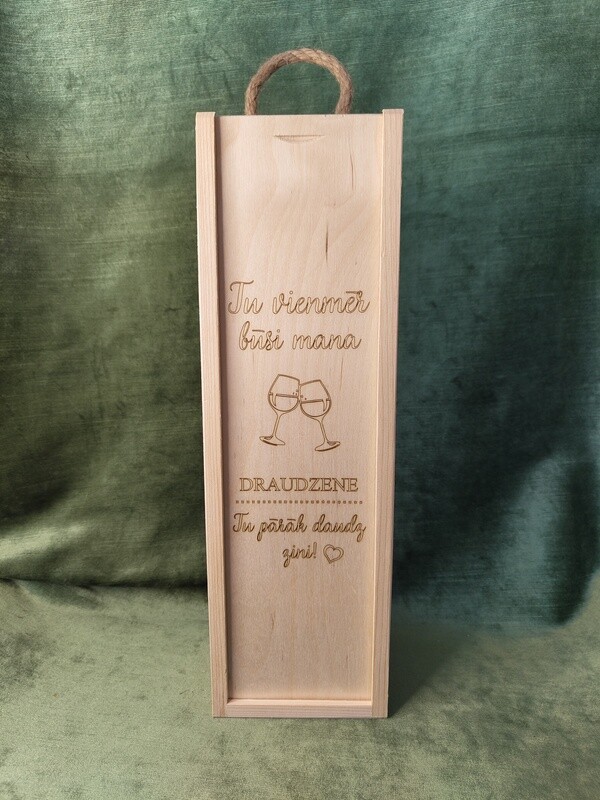 Tu vienmēr
būsi mana
DRAUDZENE
Tu pārāk daudz
zini!